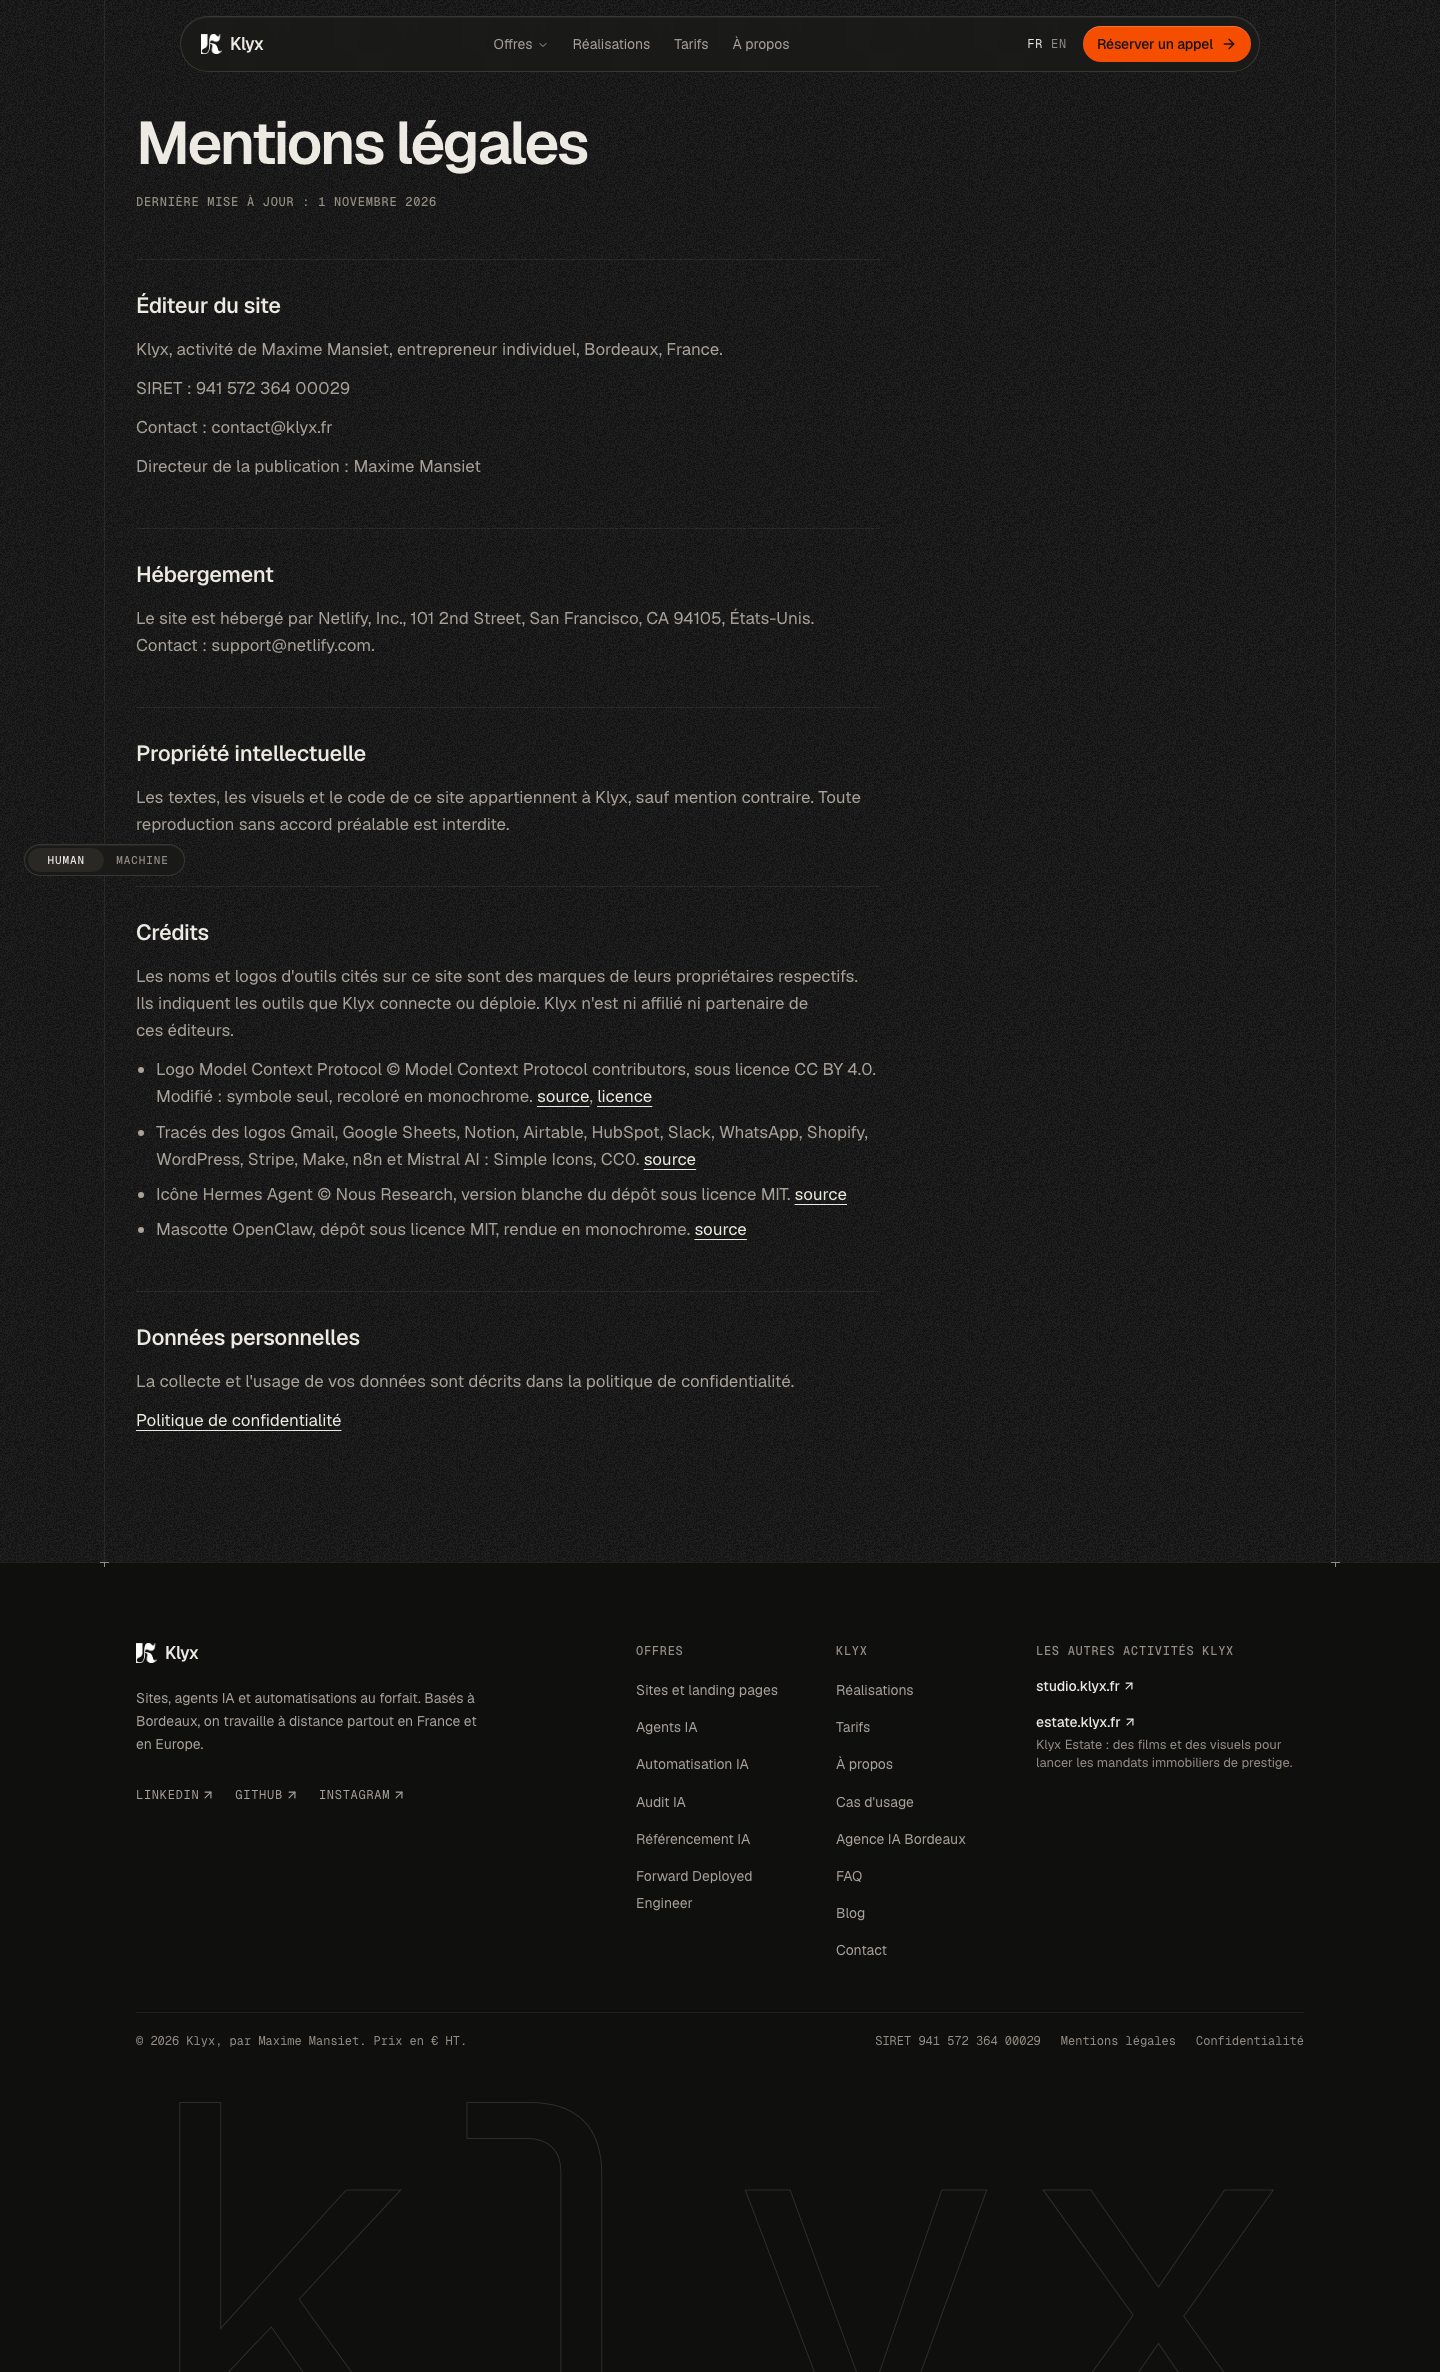 Klyx
Offres
Réalisations
Tarifs
À propos
FR EN
Réserver un appel
Mentions légales
DERNIÈRE MISE À JOUR : 1 NOVEMBRE 2026
Éditeur du site
Klyx, activité de Maxime Mansiet, entrepreneur individuel, Bordeaux, France.
SIRET : 941 572 364 00029
Contact : contact@klyx.fr
Directeur de la publication : Maxime Mansiet
Hébergement
Le site est hébergé par Netlify, Inc., 101 2nd Street, San Francisco, CA 94105, États-Unis.
Contact : support@netlify.com.
Propriété intellectuelle
Les textes, les visuels et le code de ce site appartiennent à Klyx, sauf mention contraire. Toute
reproduction sans accord préalable est interdite.
HUMAN MACHINE
Crédits
Les noms et logos d'outils cités sur ce site sont des marques de leurs propriétaires respectifs.
Ils indiquent les outils que Klyx connecte ou déploie. Klyx n'est ni affilié ni partenaire de
ces éditeurs.
Logo Model Context Protocol © Model Context Protocol contributors, sous licence CC BY 4.0.
Modifié : symbole seul, recoloré en monochrome. source, licence
Tracés des logos Gmail, Google Sheets, Notion, Airtable, HubSpot, Slack, WhatsApp, Shopify,
WordPress, Stripe, Make, n8n et Mistral AI : Simple Icons, CC0. source
Icône Hermes Agent © Nous Research, version blanche du dépôt sous licence MIT. source
Mascotte OpenClaw, dépôt sous licence MIT, rendue en monochrome. source
Données personnelles
La collecte et l'usage de vos données sont décrits dans la politique de confidentialité.
Politique de confidentialité
Klyx
Sites, agents IA et automatisations au forfait. Basés à
Bordeaux, on travaille à distance partout en France et
en Europe.
LINKEDIN
GITHUB
INSTAGRAM
OFFRES
Sites et landing pages
Agents IA
Automatisation IA
Audit IA
Référencement IA
Forward Deployed
Engineer
KLYX
Réalisations
Tarifs
À propos
Cas d'usage
Agence IA Bordeaux
FAQ
Blog
Contact
LES AUTRES ACTIVITÉS KLYX
studio.klyx.fr
estate.klyx.fr
Klyx Estate : des films et des visuels pour
lancer les mandats immobiliers de prestige.
© 2026 Klyx, par Maxime Mansiet. Prix en € HT.
SIRET 941 572 364 00029
Mentions légales
Confidentialité
klyx